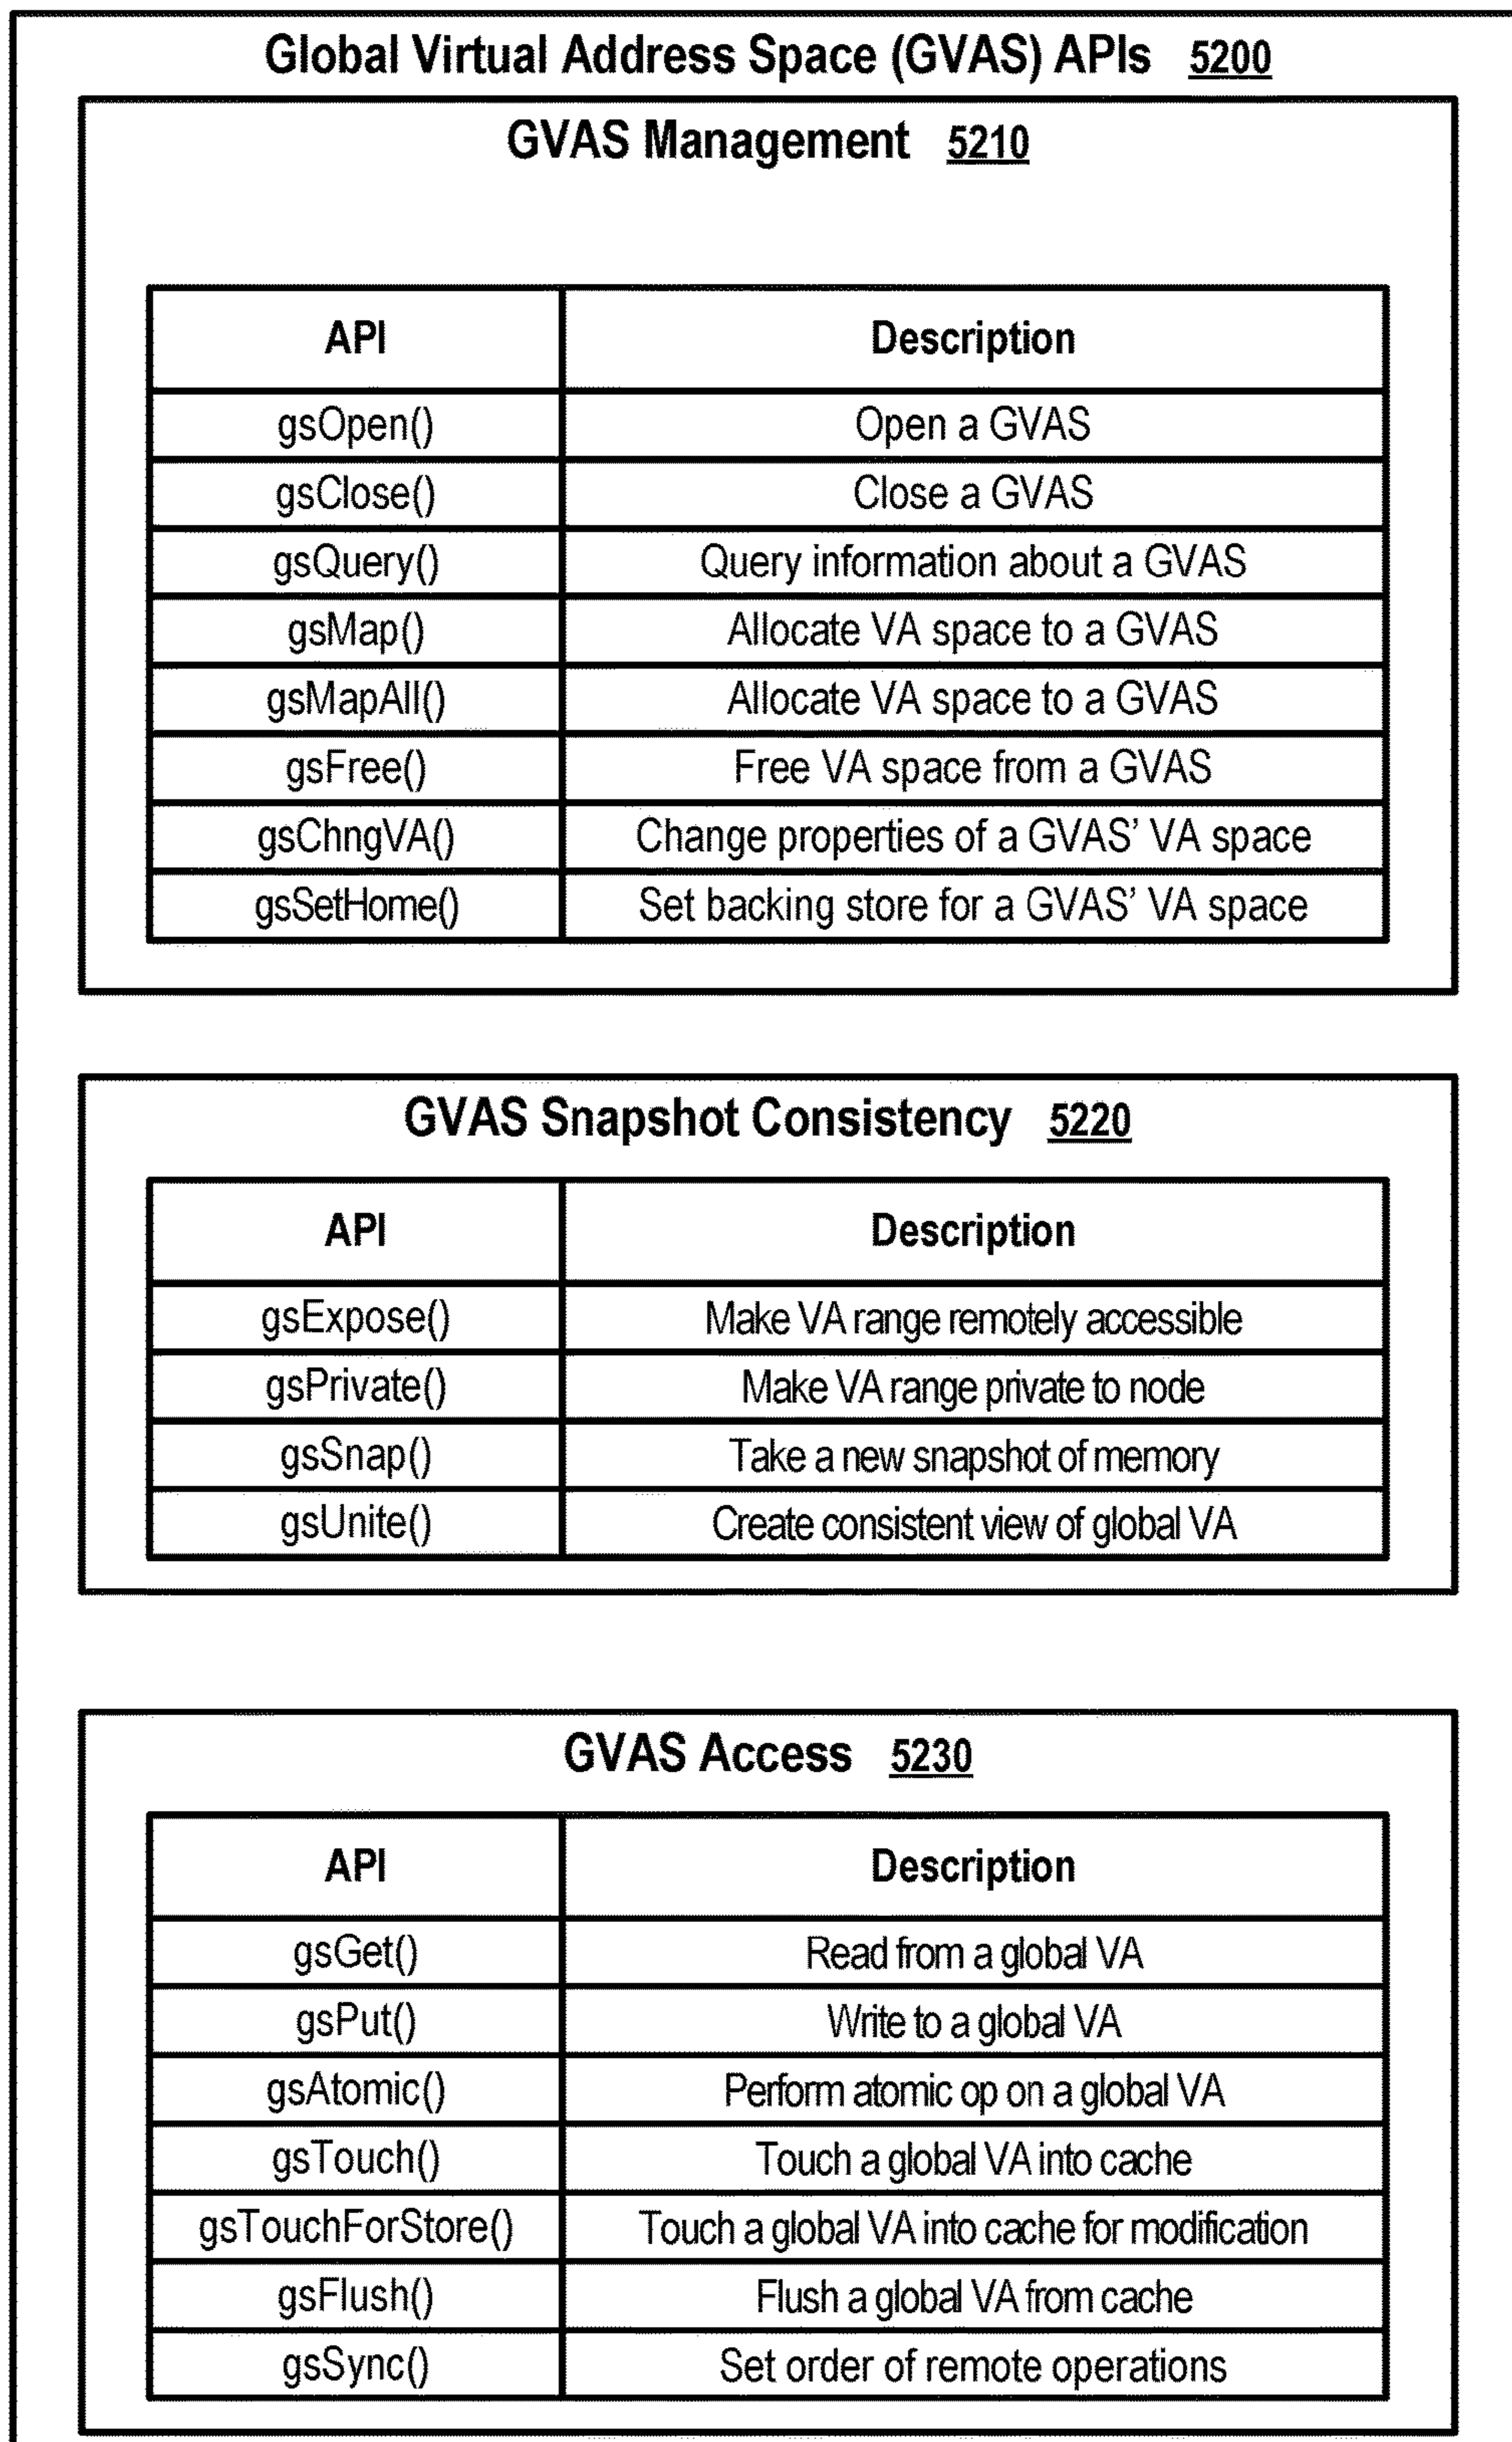 Global Virtual Address Space (GVAS) APIs 5200
GVAS Management 5210
API Description
gsOpen() Open a GVAS
gsClose() Close a GVAS
gsQuery() Query information about a GVAS
gsMap() Allocate VA space to a GVAS
gsMapAll() Allocate VA space to a GVAS
gsFree() Free VA space from a GVAS
gsChngVA() Change properties of a GVAS’ VA space
gsSetHome() Set backing store for a GVAS’ VA space
GVAS Snapshot Consistency 5220
API Description
gsExpose() Make VA range remotely accessible
gsPrivate() Make VA range private to node
gsSnap() Take a new snapshot of memory
gsUnite() Create consistent view of global VA
GVAS Access 5230
API Description
gsGet() Read from a global VA
gsPut() Write to a global VA
gsAtomic() Perform atomic op on a global VA
gsTouch() Touch a global VA into cache
gsTouchForStore() Touch a global VA into cache for modification
gsFlush() Flush a global VA from cache
gsSync() Set order of remote operations